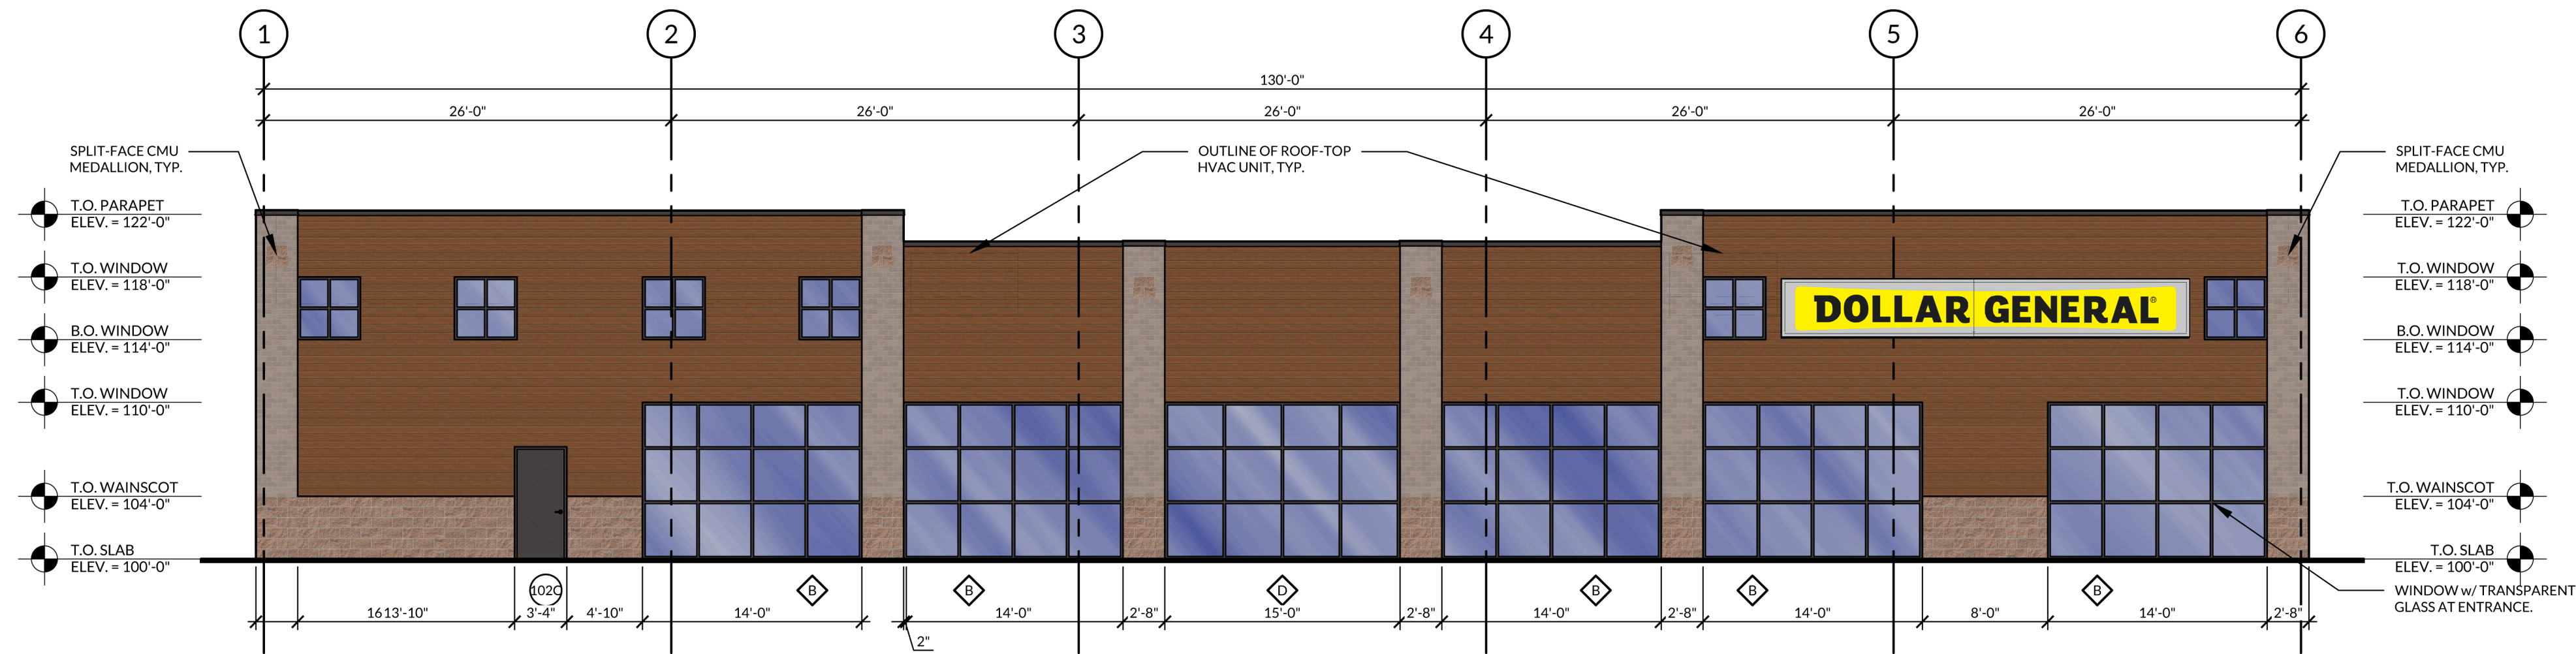 1 2 3 4 5 6
130'-0"
26'-0" 26'-0" 26'-0" 26'-0" 26'-0"
SPLIT-FACE CMU
MEDALLION, TYP.
OUTLINE OF ROOF-TOP
HVAC UNIT, TYP.
SPLIT-FACE CMU
MEDALLION, TYP.
T.O. PARAPET
ELEV. = 122'-0"
T.O. WINDOW
ELEV. = 118'-0"
B.O. WINDOW
ELEV. = 114'-0"
T.O. WINDOW
ELEV. = 110'-0"
T.O. WAINSCOT
ELEV. = 104'-0"
T.O. SLAB
ELEV. = 100'-0"
DOLLAR GENERAL®
T.O. PARAPET
ELEV. = 122'-0"
T.O. WINDOW
ELEV. = 118'-0"
B.O. WINDOW
ELEV. = 114'-0"
T.O. WINDOW
ELEV. = 110'-0"
T.O. WAINSCOT
ELEV. = 104'-0"
T.O. SLAB
ELEV. = 100'-0"
WINDOW w/ TRANSPARENT
GLASS AT ENTRANCE.
102C B B D B B B
3'-4" 4'-10" 14'-0" 14'-0" 2'-8" 15'-0" 2'-8" 14'-0" 2'-8" 14'-0" 8'-0" 14'-0" 2'-8"
2"